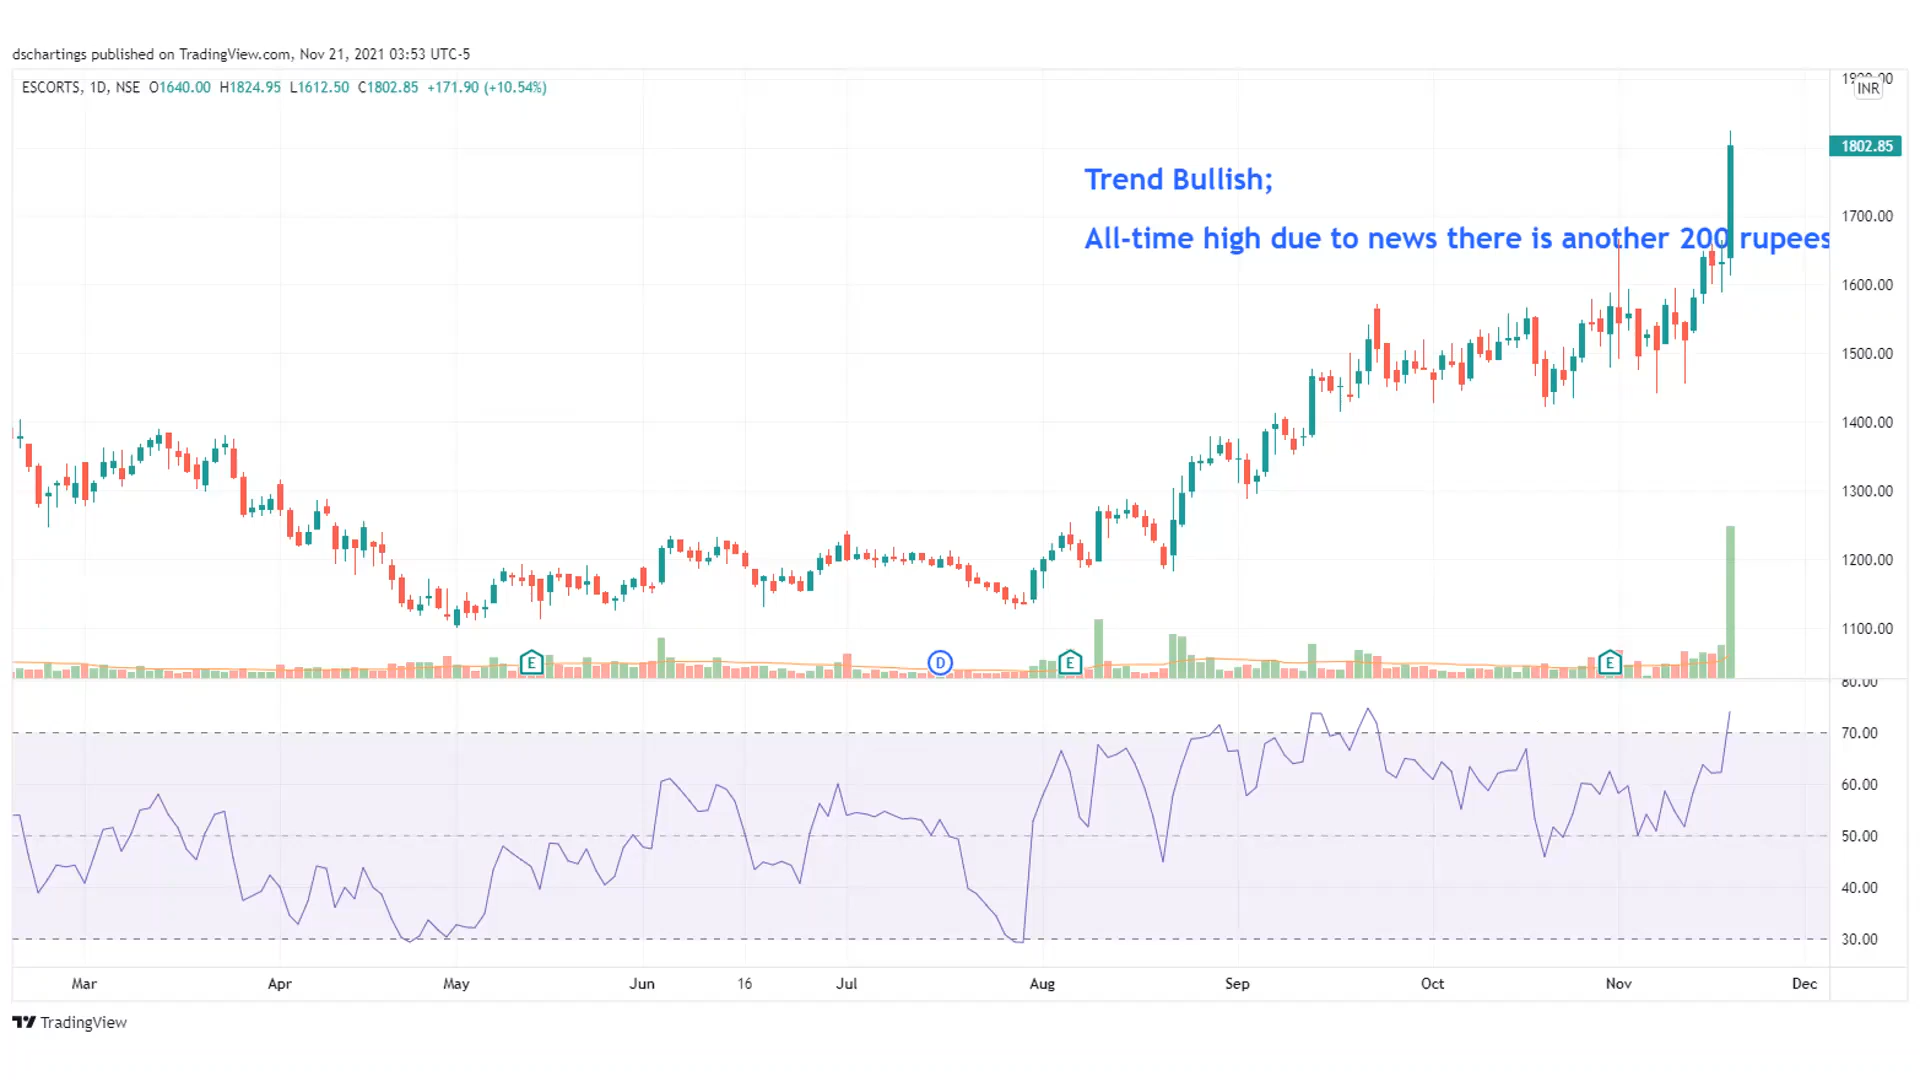 dschartings published on TradingView.com, Nov 21, 2021 03:53 UTC-5
ESCORTS, 1D, NSE O1640.00 H1824.95 L1612.50 C1802.85 +171.90 (+10.54%)
1900.00
INR
1802.85
Trend Bullish;
1700.00
All-time high due to news there is another 200 rupees
1600.00
1500.00
1400.00
1300.00
1200.00
1100.00
E
D
E
E
80.00
70.00
60.00
50.00
40.00
30.00
Mar Apr May Jun 16 Jul Aug Sep Oct Nov Dec
TradingView